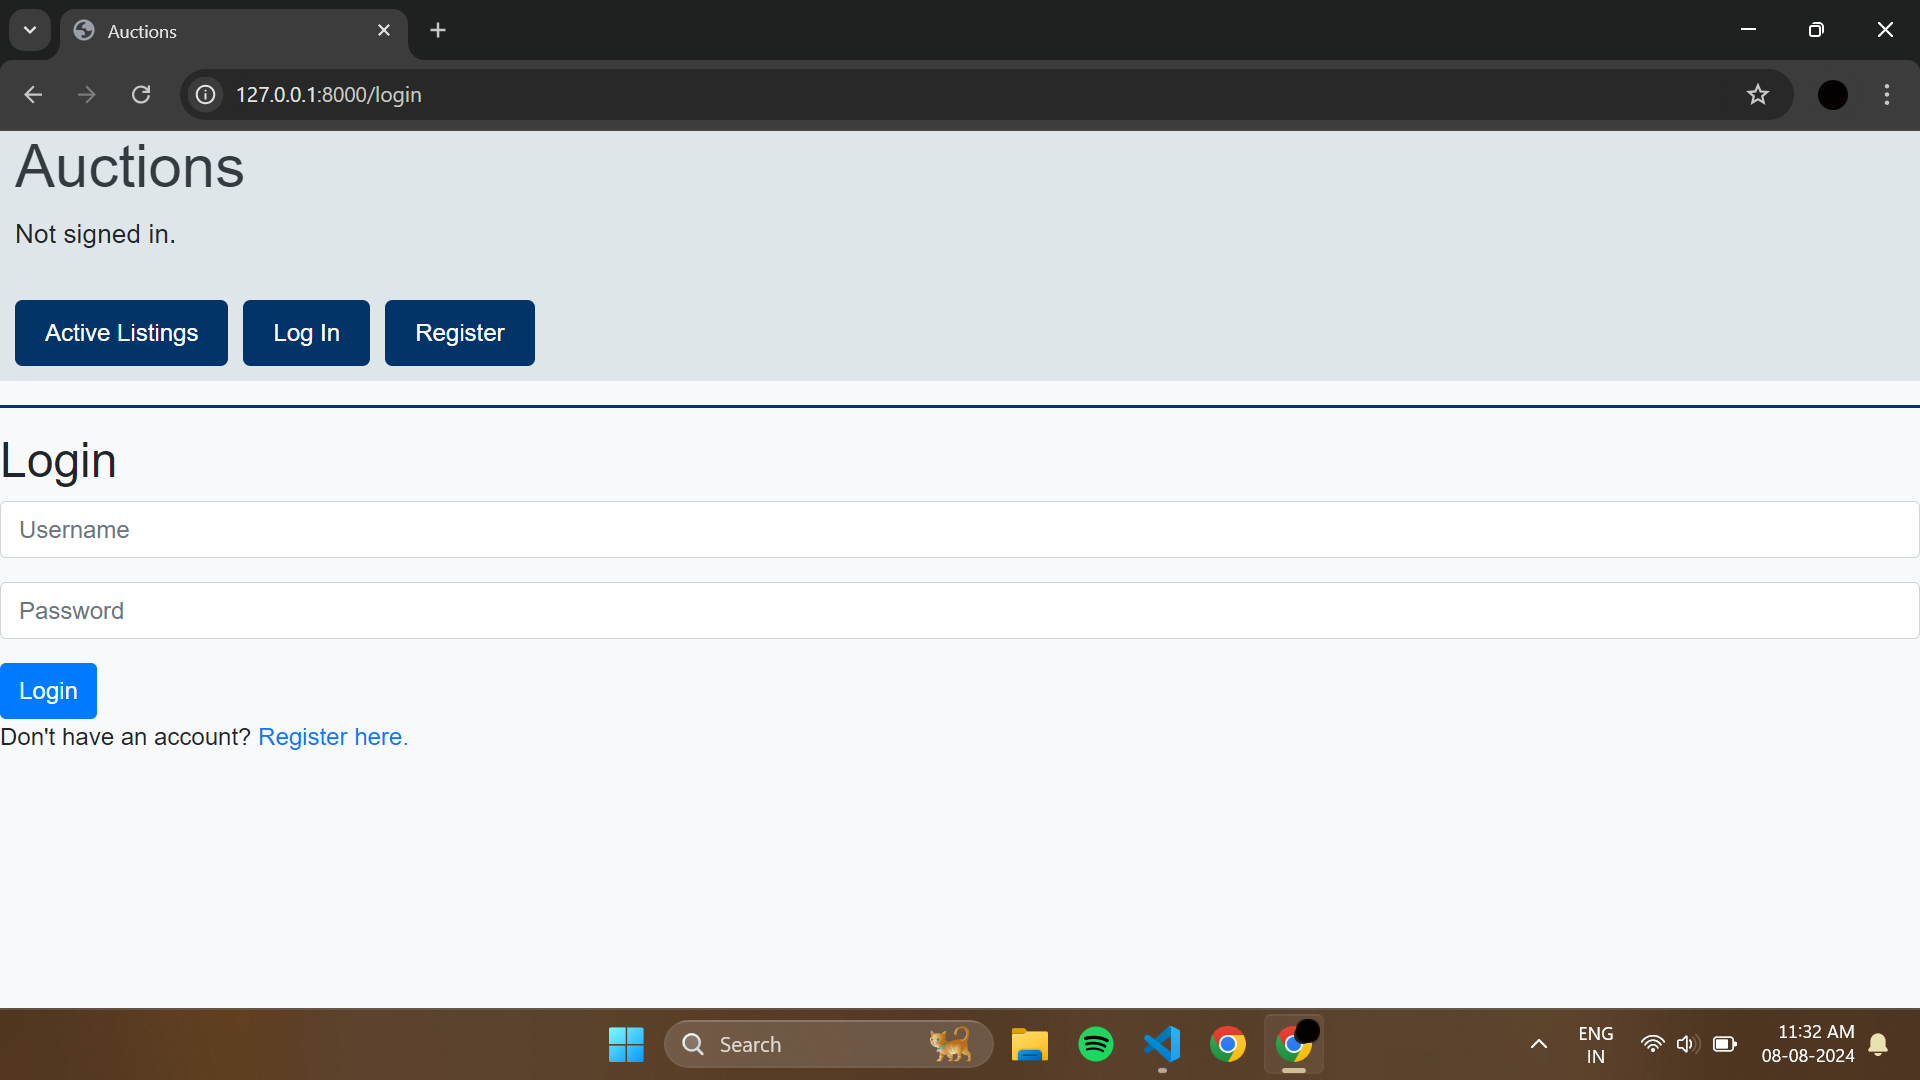 Auctions
127.0.0.1:8000/login
Auctions
Not signed in.
Active Listings
Log In
Register
Login
Username
Password
Login
Don't have an account? Register here.
Search
ENG
IN
11:32 AM
08-08-2024